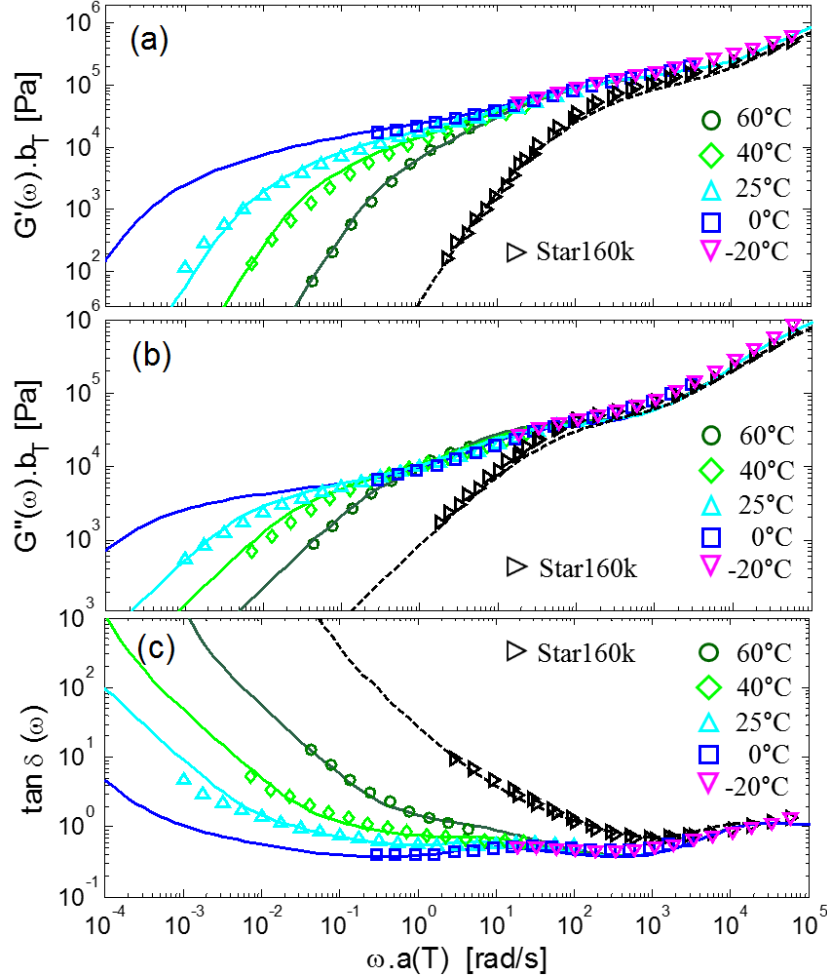 (a)
G'(ω).b_T [Pa]
10^6
10^5
10^4
10^3
10^2
6
60°C
40°C
25°C
0°C
-20°C
Star160k
(b)
G"(ω).b_T [Pa]
10^6
10^5
10^4
10^3
10^3
60°C
40°C
25°C
0°C
-20°C
Star160k
(c)
tan δ (ω)
10^2
10^1
10^0
10^-1
Star160k
60°C
40°C
25°C
0°C
-20°C
10^-4 10^-3 10^-2 10^-1 10^0 10^1 10^2 10^3 10^4 10^5
ω.a(T) [rad/s]